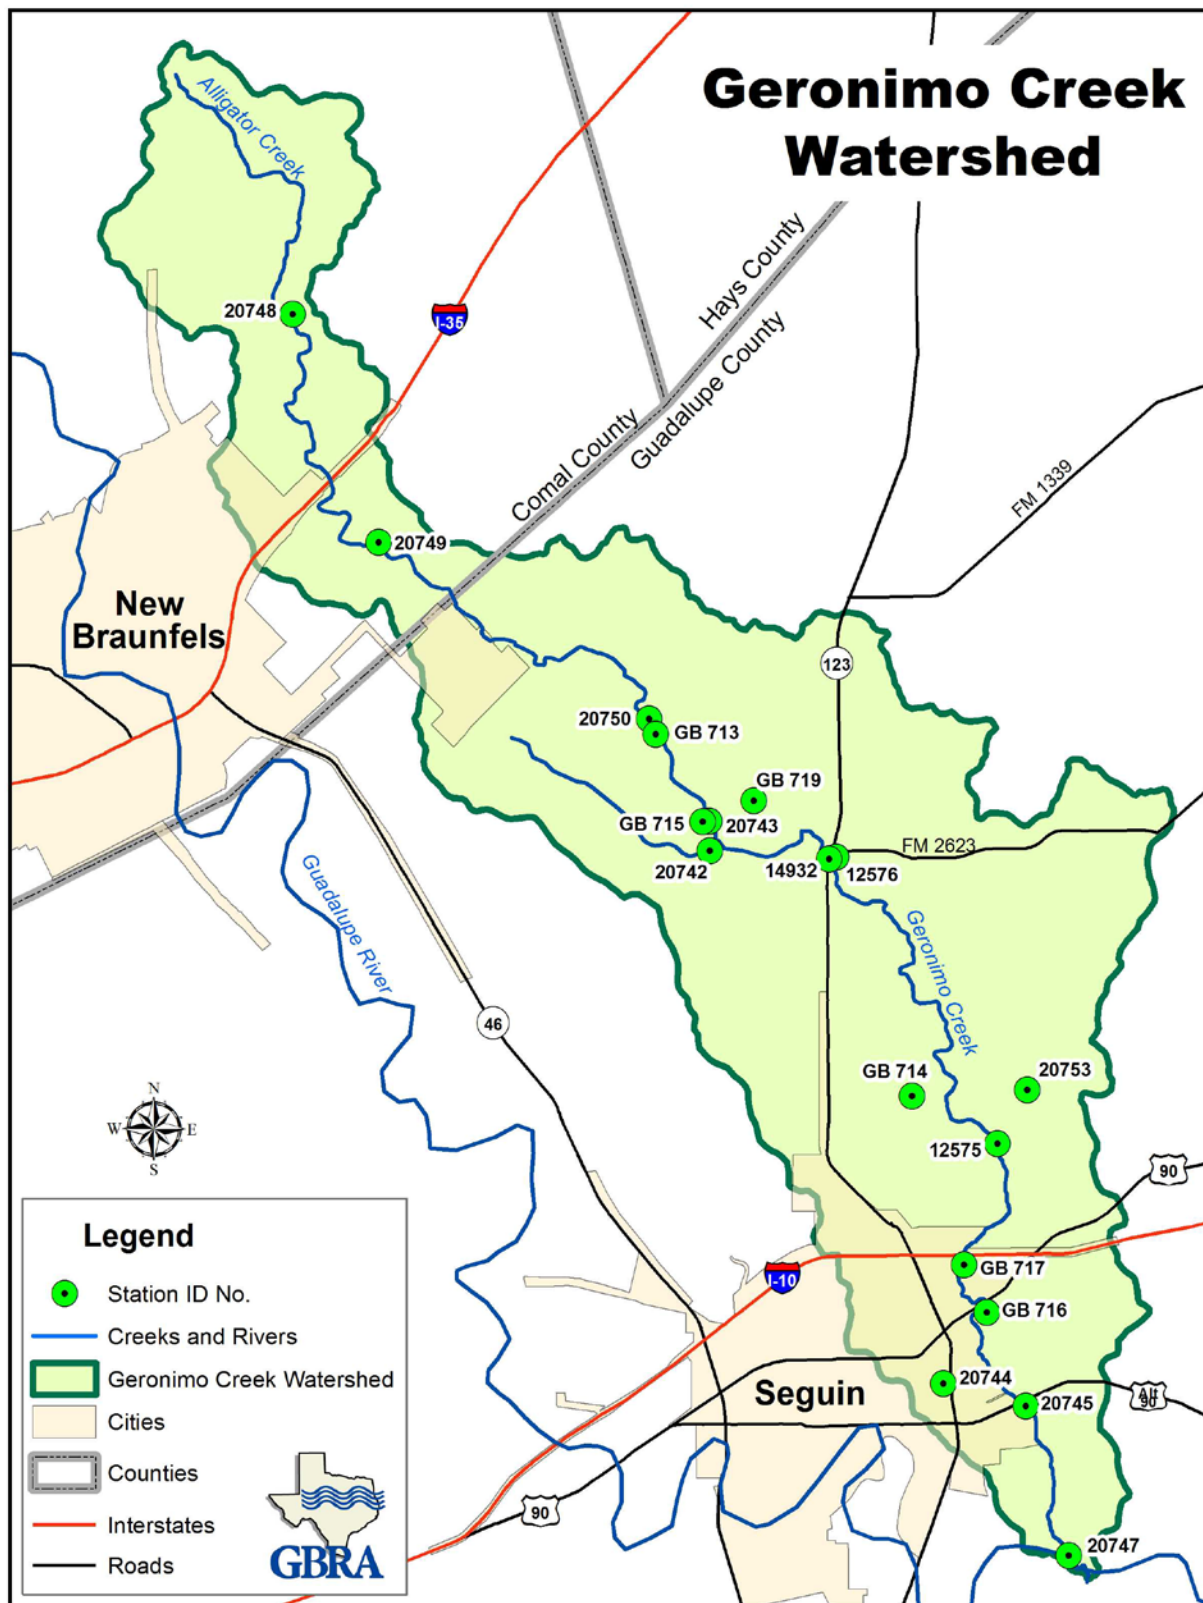 Geronimo Creek
Watershed
Alligator Creek
Hays County
20748
I-35
Guadalupe County
Comal County
FM 1339
20749
New
Braunfels
123
20750
GB 713
GB 719
GB 715
20743
FM 2623
20742
14932
12576
Guadalupe River
Geronimo Creek
46
GB 714
20753
N
W
E
S
12575
90
Legend
Station ID No.
Creeks and Rivers
Geronimo Creek Watershed
Cities
Counties
Interstates
Roads
GBRA
GB 717
I-10
GB 716
20744
Seguin
20745
Alt
90
90
20747